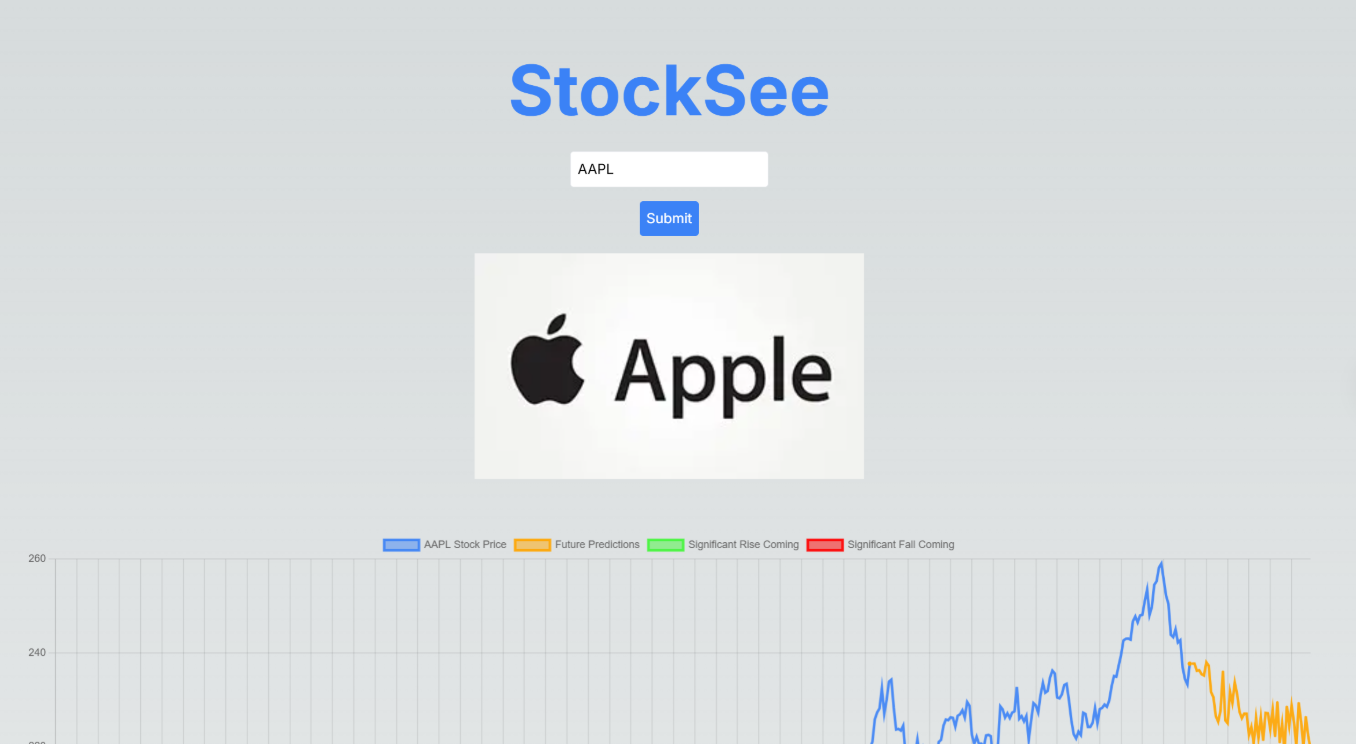 StockSee
AAPL
Submit
Apple
AAPL Stock Price Future Predictions Significant Rise Coming Significant Fall Coming
260
240